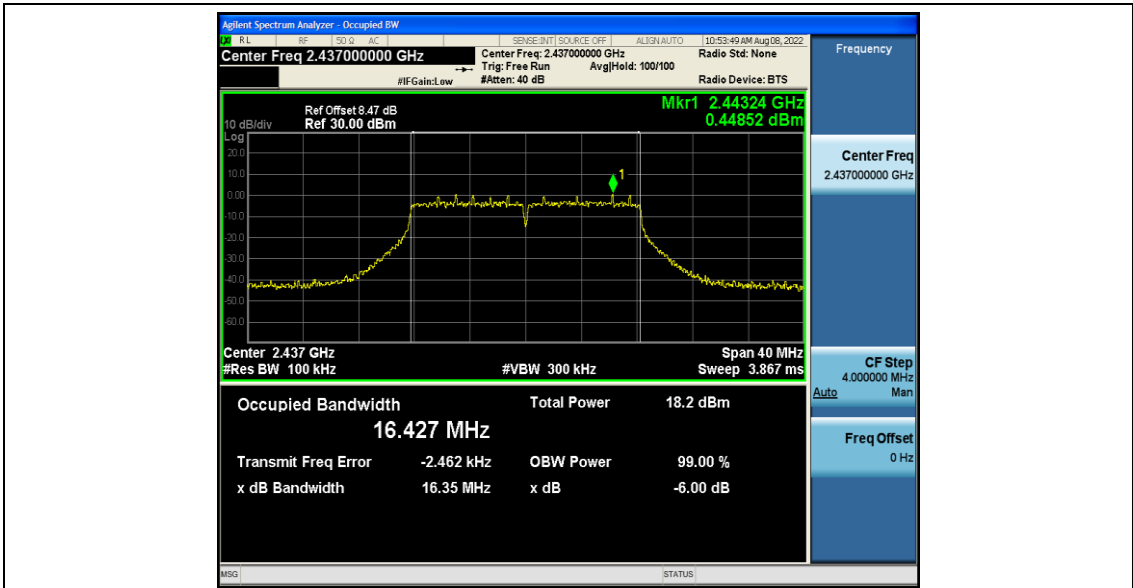 Agilent Spectrum Analyzer - Occupied BW
RL RF 50 Ω AC SENSE:INT SOURCE OFF ALIGN AUTO 10:53:49 AM Aug 08, 2022
Center Freq 2.437000000 GHz
Center Freq: 2.437000000 GHz Radio Std: None
Trig: Free Run Avg|Hold: 100/100
#IFGain:Low #Atten: 40 dB Radio Device: BTS
Ref Offset 8.47 dB Mkr1 2.44324 GHz
10 dB/div Ref 30.00 dBm 0.44852 dBm
Log
20.0
10.0
1
0.00
-10.0
-20.0
-30.0
-40.0
-50.0
-60.0
Center 2.437 GHz Span 40 MHz
#Res BW 100 kHz #VBW 300 kHz Sweep 3.867 ms
Occupied Bandwidth Total Power 18.2 dBm
16.427 MHz
Transmit Freq Error -2.462 kHz OBW Power 99.00 %
x dB Bandwidth 16.35 MHz x dB -6.00 dB
MSG STATUS
Frequency
Center Freq
2.437000000 GHz
CF Step
4.000000 MHz
Auto Man
Freq Offset
0 Hz